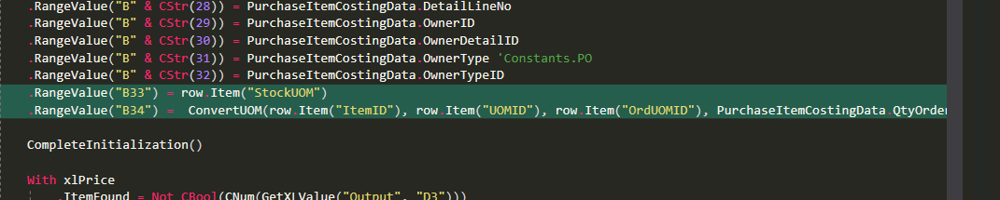 .RangeValue("B" & CStr(28)) = PurchaseItemCostingData.DetailLineNo
.RangeValue("B" & CStr(29)) = PurchaseItemCostingData.OwnerID
.RangeValue("B" & CStr(30)) = PurchaseItemCostingData.OwnerDetailID
.RangeValue("B" & CStr(31)) = PurchaseItemCostingData.OwnerType 'Constants.PO
.RangeValue("B" & CStr(32)) = PurchaseItemCostingData.OwnerTypeID
.RangeValue("B33") = row.Item("StockUOM")
.RangeValue("B34") =  ConvertUOM(row.Item("ItemID"), row.Item("UOMID"), row.Item("OrdUOMID"), PurchaseItemCostingData.QtyOrde
CompleteInitialization()
With xlPrice
.ItemFound = Not CBool(CNum(GetXLValue("Output", "D3")))